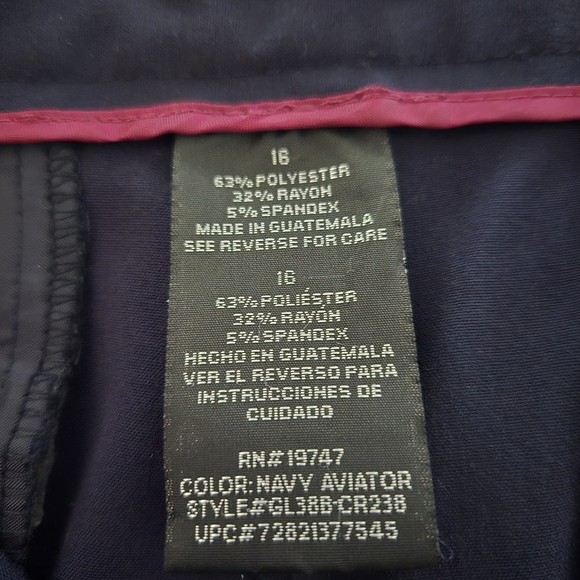 16
63% POLYESTER
32% RAYON
5% SPANDEX
MADE IN GUATEMALA
SEE REVERSE FOR CARE
16
63% POLIÉSTER
32% RAYÓN
5% SPANDEX
HECHO EN GUATEMALA
VER EL REVERSO PARA
INSTRUCCIONES DE
CUIDADO
RN# 19747
COLOR: NAVY AVIATOR
STYLE#GL38B-CR238
UPC#72821377545